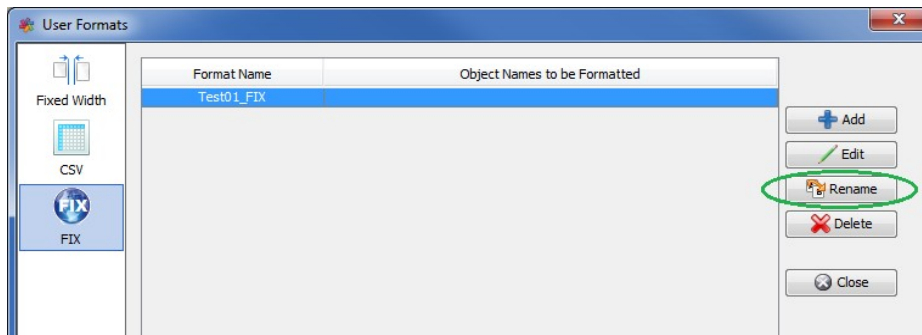 User Formats
Fixed Width
CSV
FIX
FIX
Format Name Object Names to be Formatted
Test01_FIX
Add
Edit
Rename
Delete
Close